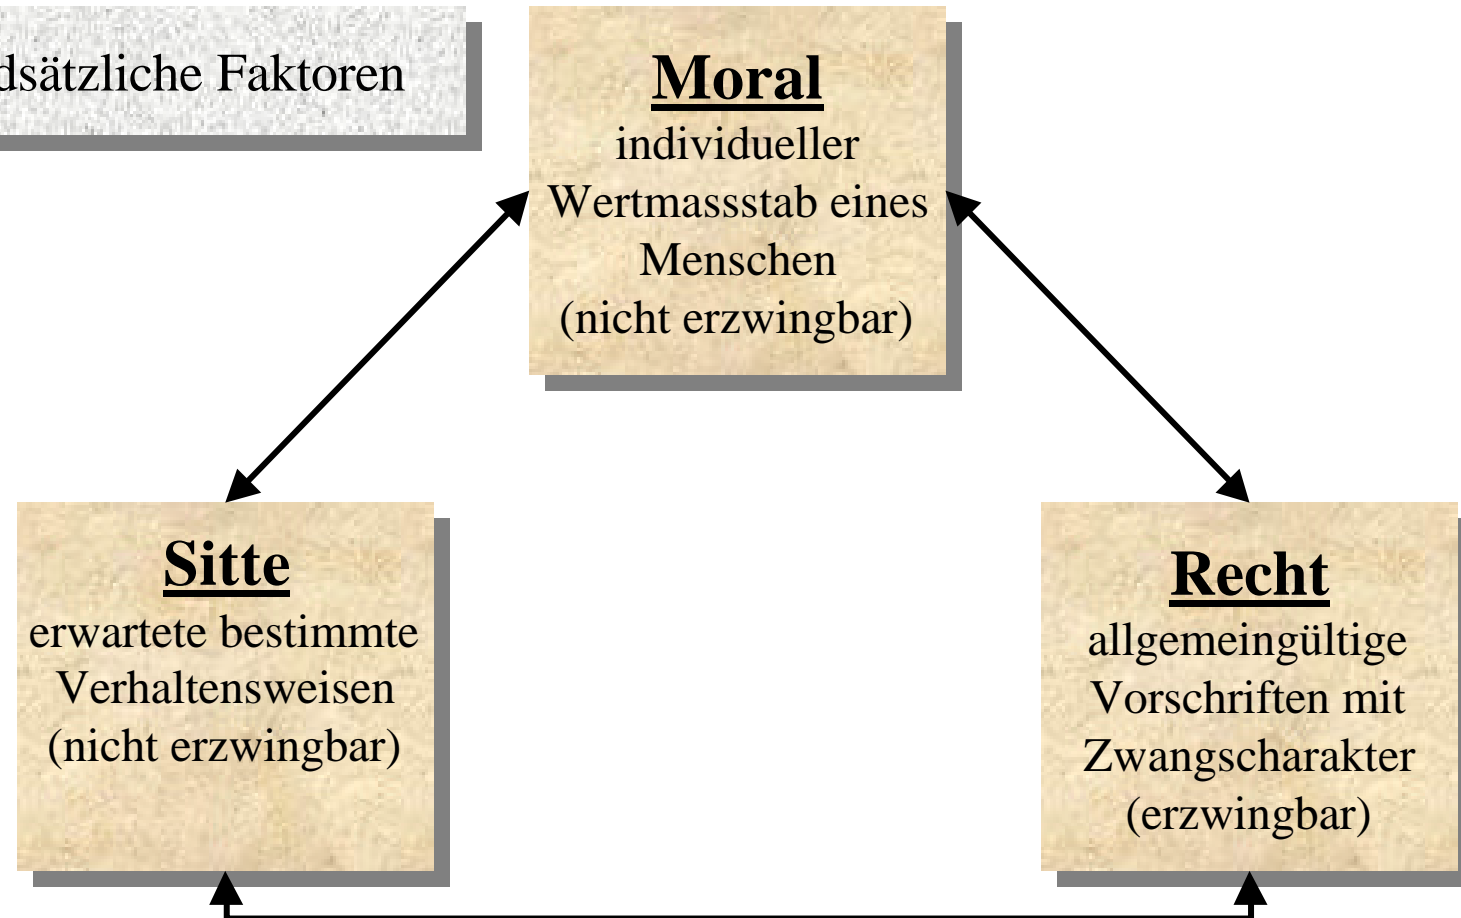 dsätzliche Faktoren
Moral
individueller
Wertmassstab eines
Menschen
(nicht erzwingbar)
Sitte
erwartete bestimmte
Verhaltensweisen
(nicht erzwingbar)
Recht
allgemeingültige
Vorschriften mit
Zwangscharakter
(erzwingbar)